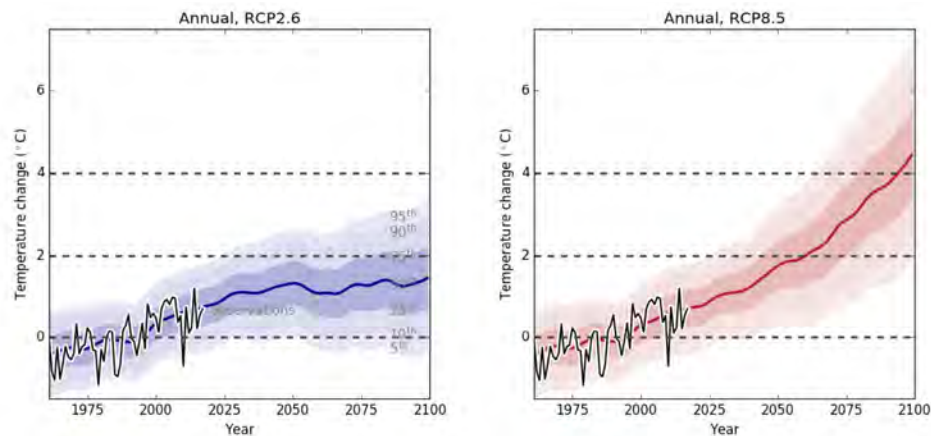 Annual, RCP2.6
Temperature change (°C)
6
4
2
0
95th
90th
10th
5th
1975
2000
2025
2050
2075
2100
Year
Annual, RCP8.5
Temperature change (°C)
6
4
2
0
1975
2000
2025
2050
2075
2100
Year